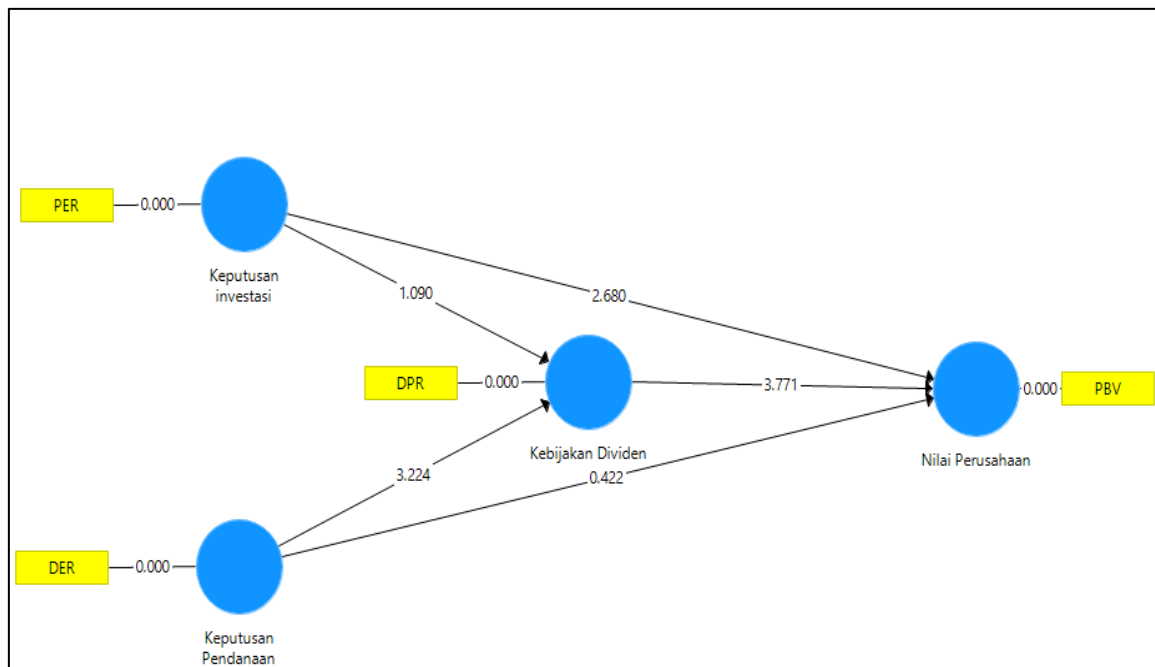 PER
0.000
Keputusan
investasi
1.090
2.680
DPR
0.000
Kebijakan Dividen
3.771
0.000
PBV
Nilai Perusahaan
3.224
0.422
DER
0.000
Keputusan
Pendanaan